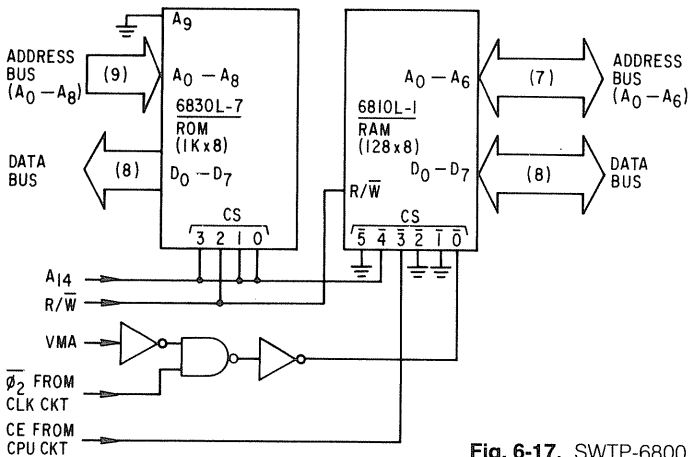 A₉
ADDRESS
BUS
(A₀ – A₈)
(9)
A₀ – A₈
6830L-7
ROM
(1K x 8)
DATA
BUS
(8)
D₀ – D₇
CS
3 2 1 0
6810L-1
RAM
(128 x 8)
A₀ – A₆
(7)
ADDRESS
BUS
(A₀ – A₆)
D₀ – D₇
(8)
DATA
BUS
R/W̅
CS
5̅ 4̅ 3̅ 2̅ 1̅ 0̅
A₁₄
R/W̅
VMA
ϕ̅₂ FROM
CLK CKT
CE FROM
CPU CKT
Fig. 6-17. SWTP-6800